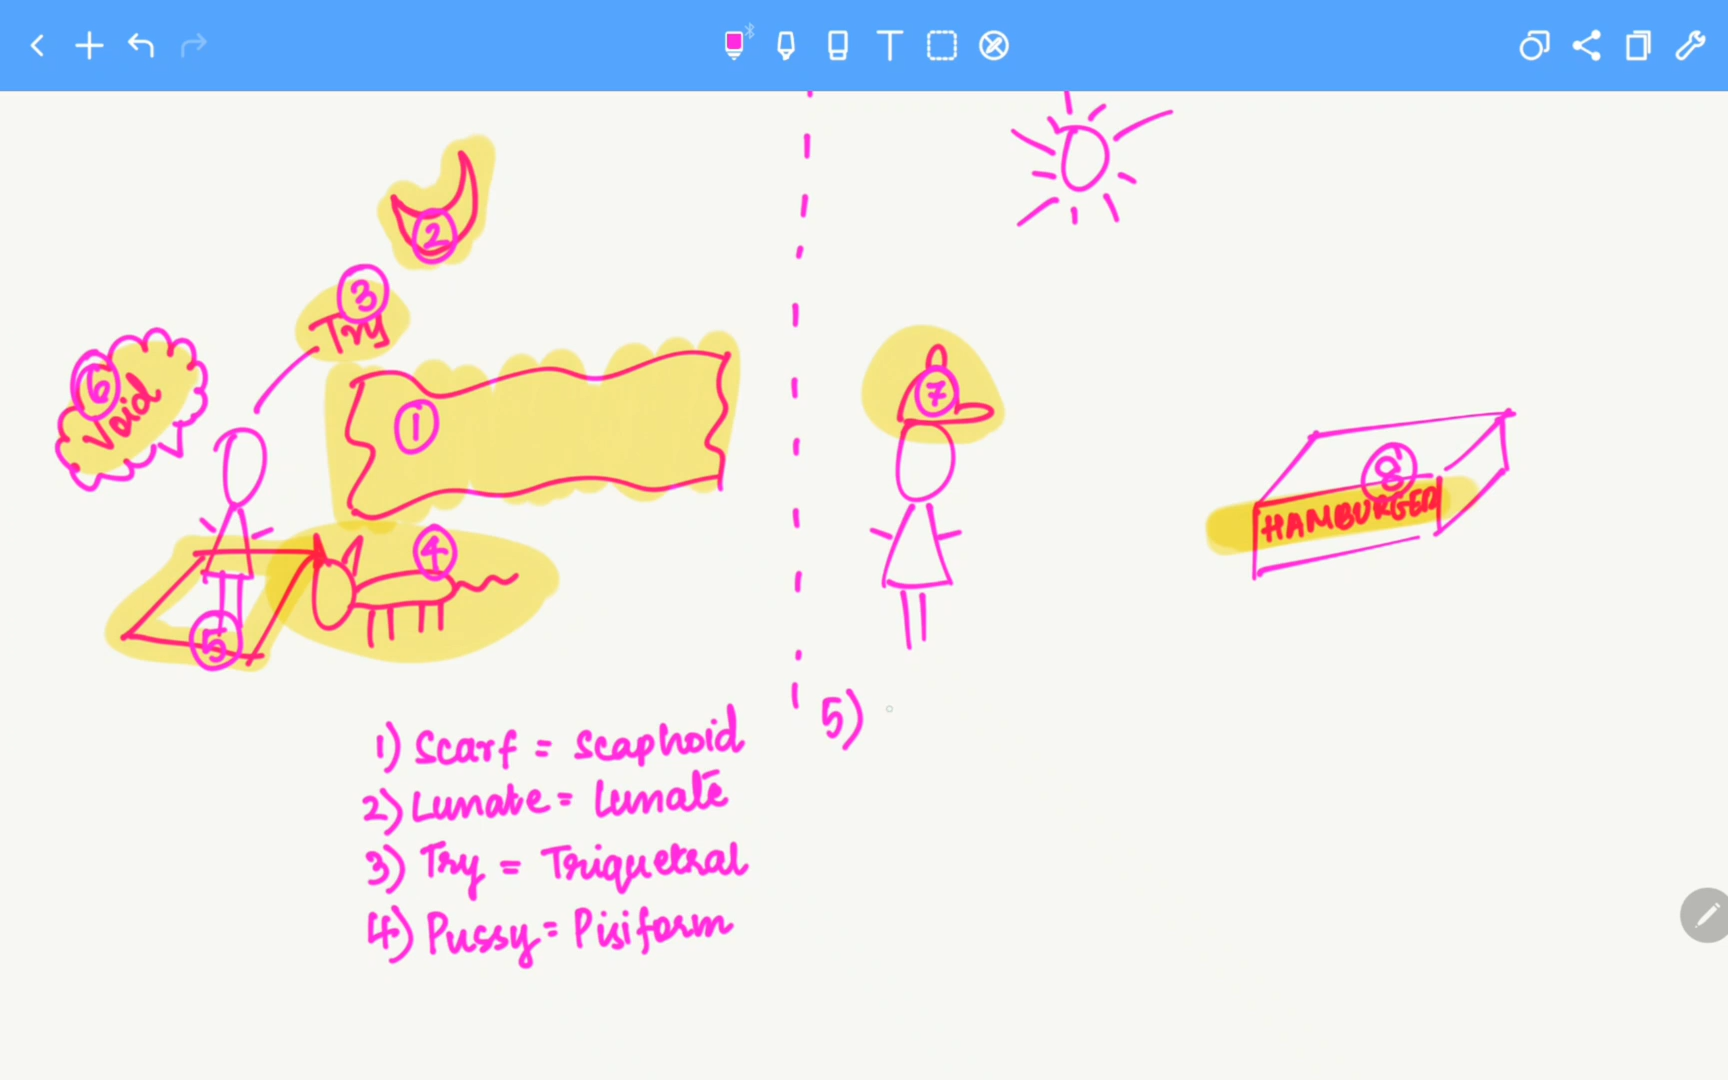 2
3
Try
6
Void
1
7
8
HAMBURGER
4
5
5)
1) Scarf = Scaphoid
2) Lunate = Lunate
3) Try = Triquetral
4) Pussy = Pisiform